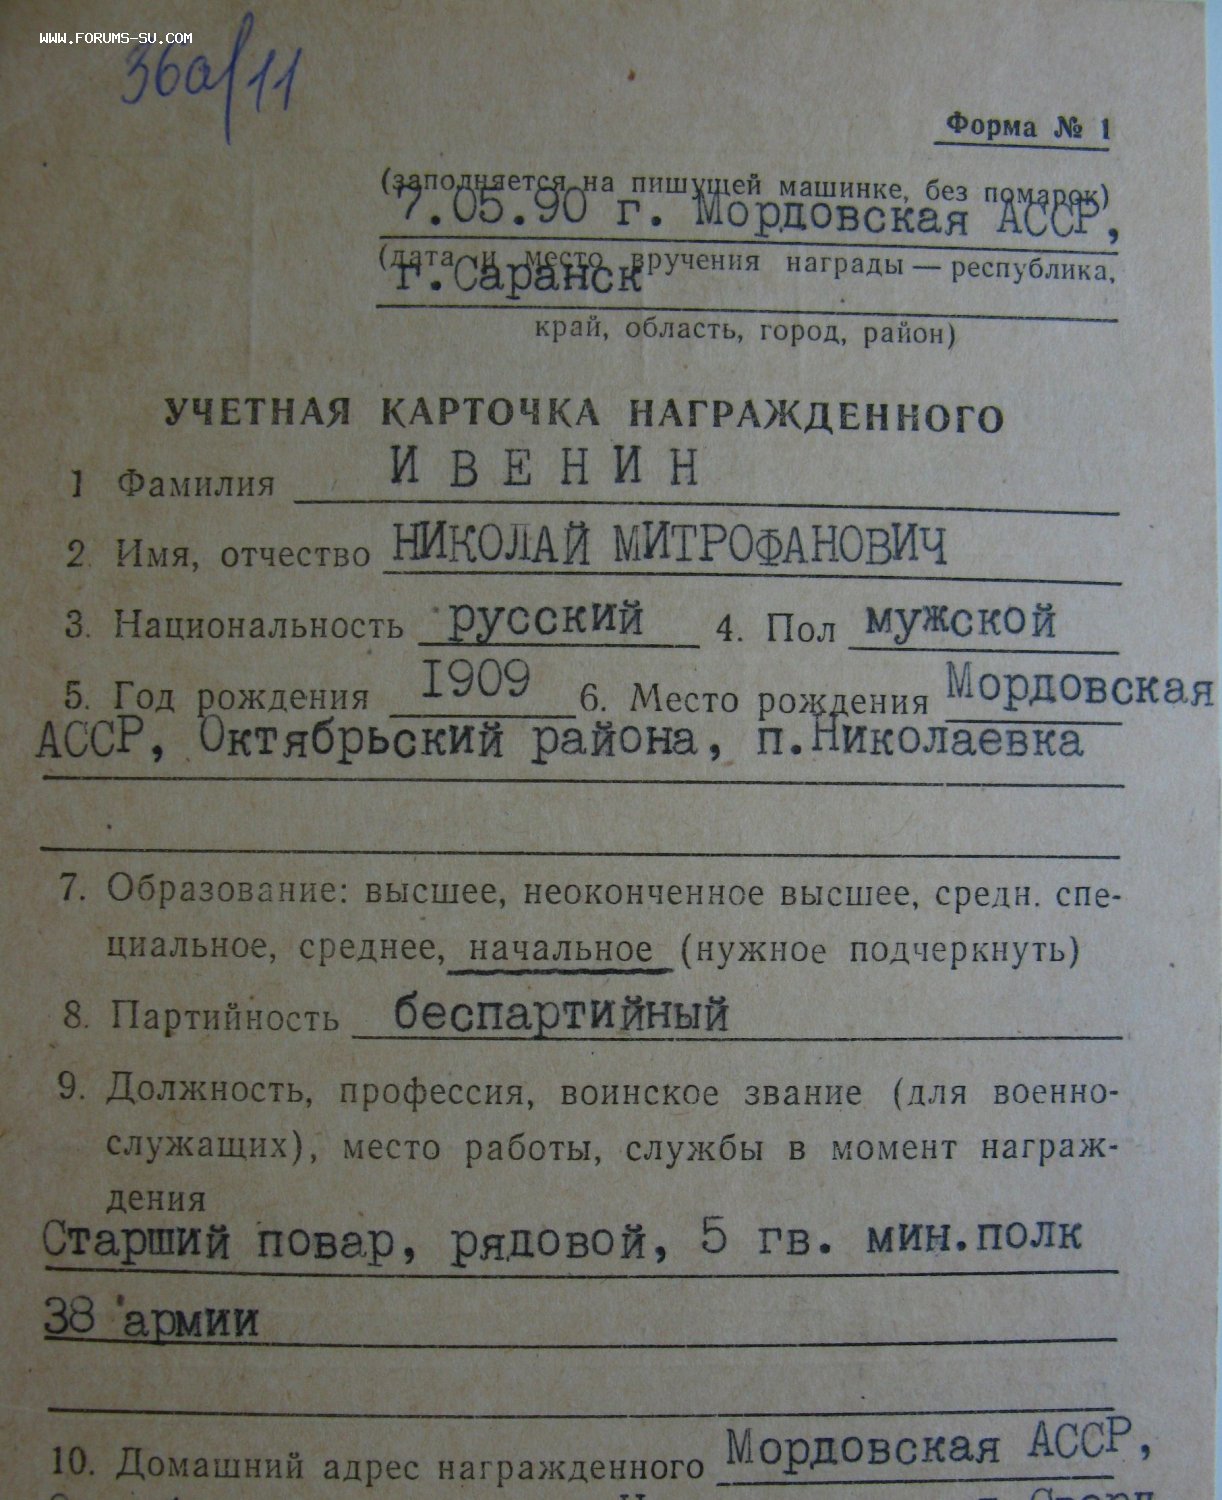 WWW.FORUMS-SU.COM
36а/11
Форма № 1
(заполняется на пишущей машинке, без помарок)
7.05.90 г. Мордовская АССР,
(дата и место вручения награды — республика,
г.Саранск
край, область, город, район)
УЧЕТНАЯ КАРТОЧКА НАГРАЖДЕННОГО
1 Фамилия ИВЕНИН
2. Имя, отчество НИКОЛАЙ МИТРОФАНОВИЧ
3. Национальность русский 4. Пол мужской
5. Год рождения 1909 6. Место рождения Мордовская
АССР, Октябрьский района, п.Николаевка
7. Образование: высшее, неоконченное высшее, средн. спе-
циальное, среднее, начальное (нужное подчеркнуть)
8. Партийность беспартийный
9. Должность, профессия, воинское звание (для военно-
служащих), место работы, службы в момент награж-
дения
Старший повар, рядовой, 5 гв. мин.полк
38 армии
10. Домашний адрес награжденного Мордовская АССР,